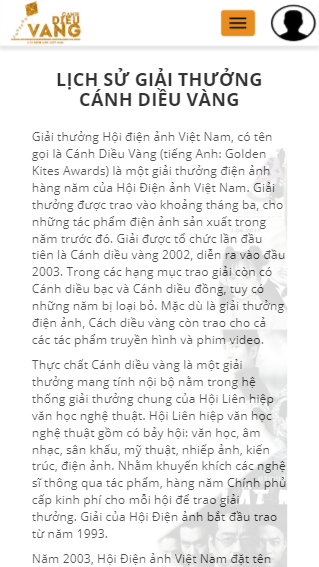 CÁNH
DIỀU
VÀNG
LỊCH SỬ GIẢI THƯỞNG
CÁNH DIỀU VÀNG
Giải thưởng Hội điện ảnh Việt Nam, có tên
gọi là Cánh Diều Vàng (tiếng Anh: Golden
Kites Awards) là một giải thưởng điện ảnh
hàng năm của Hội Điện ảnh Việt Nam. Giải
thưởng được trao vào khoảng tháng ba, cho
những tác phẩm điện ảnh sản xuất trong
năm trước đó. Giải được tổ chức lần đầu
tiên là Cánh diều vàng 2002, diễn ra vào đầu
2003. Trong các hạng mục trao giải còn có
Cánh diều bạc và Cánh diều đồng, tuy có
những năm bị loại bỏ. Mặc dù là giải thưởng
điện ảnh, Cách diều vàng còn trao cho cả
các tác phẩm truyền hình và phim video.
Thực chất Cánh diều vàng là một giải
thưởng mang tính nội bộ nằm trong hệ
thống giải thưởng chung của Hội Liên hiệp
văn học nghệ thuật. Hội Liên hiệp văn học
nghệ thuật gồm có bảy hội: văn học, âm
nhạc, sân khấu, mỹ thuật, nhiếp ảnh, kiến
trúc, điện ảnh. Nhằm khuyến khích các nghệ
sĩ thông qua tác phẩm, hàng năm Chính phủ
cấp kinh phí cho mỗi hội để trao giải
thưởng. Giải của Hội Điện ảnh bắt đầu trao
từ năm 1993.
Năm 2003, Hội Điện ảnh Việt Nam đặt tên